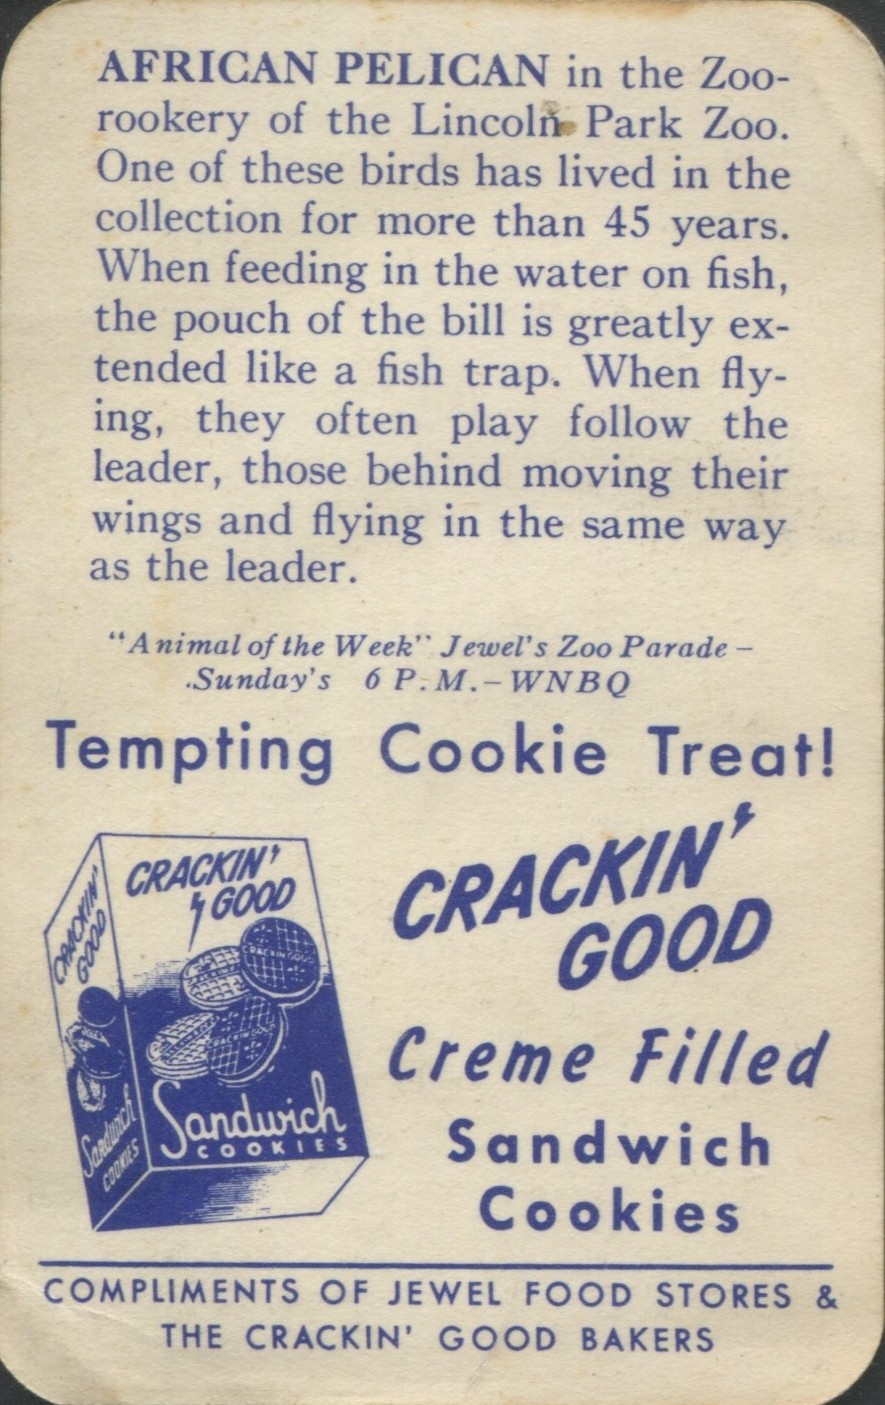 AFRICAN PELICAN in the Zoo-
rookery of the Lincoln Park Zoo.
One of these birds has lived in the
collection for more than 45 years.
When feeding in the water on fish,
the pouch of the bill is greatly ex-
tended like a fish trap. When fly-
ing, they often play follow the
leader, those behind moving their
wings and flying in the same way
as the leader.
"Animal of the Week" Jewel's Zoo Parade –
Sunday's 6 P.M. – WNBQ
Tempting Cookie Treat!
CRACKIN'
GOOD
CRACKIN'
GOOD
CRACKIN GOOD
Sandwich
COOKIES
Sandwich
COOKIES
CRACKIN'
GOOD
Creme Filled
Sandwich
Cookies
COMPLIMENTS OF JEWEL FOOD STORES &
THE CRACKIN' GOOD BAKERS